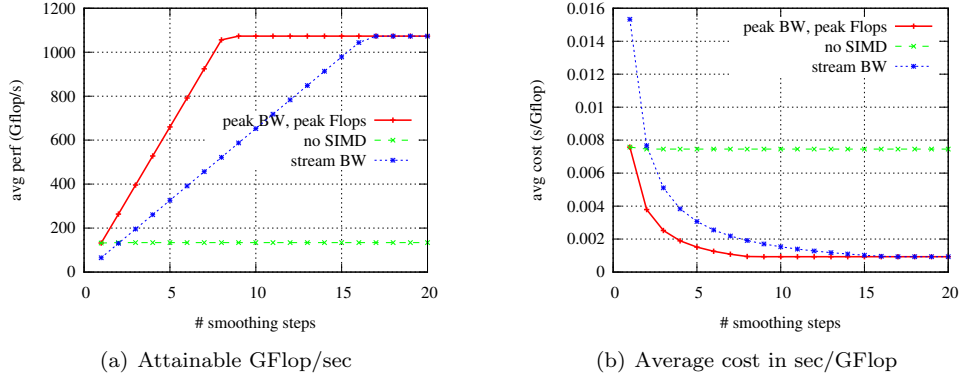 1200
1000
800
600
400
200
0
avg perf (Gflop/s)
peak BW, peak Flops
no SIMD
stream BW
0 5 10 15 20
# smoothing steps
(a) Attainable GFlop/sec
0.016
0.014
0.012
0.01
0.008
0.006
0.004
0.002
0
avg cost (s/Gflop)
peak BW, peak Flops
no SIMD
stream BW
0 5 10 15 20
# smoothing steps
(b) Average cost in sec/GFlop